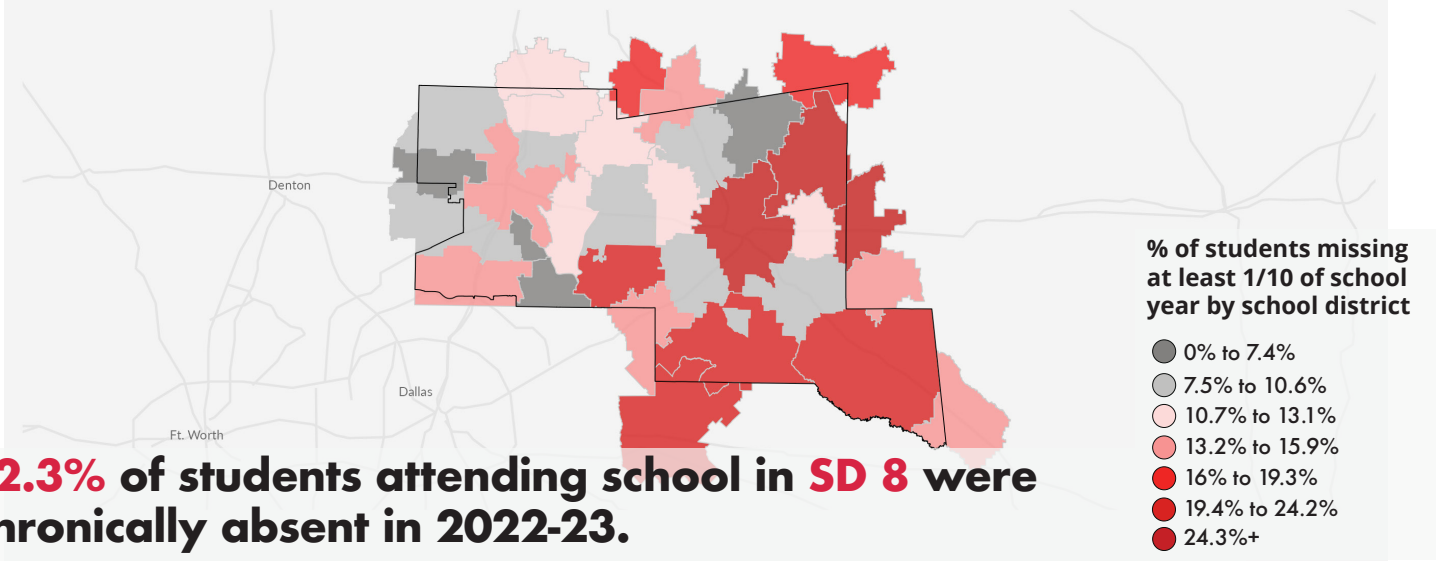 Denton
Dallas
Ft. Worth
% of students missing
at least 1/10 of school
year by school district
0% to 7.4%
7.5% to 10.6%
10.7% to 13.1%
13.2% to 15.9%
16% to 19.3%
19.4% to 24.2%
24.3%+
2.3% of students attending school in SD 8 were
hronically absent in 2022-23.